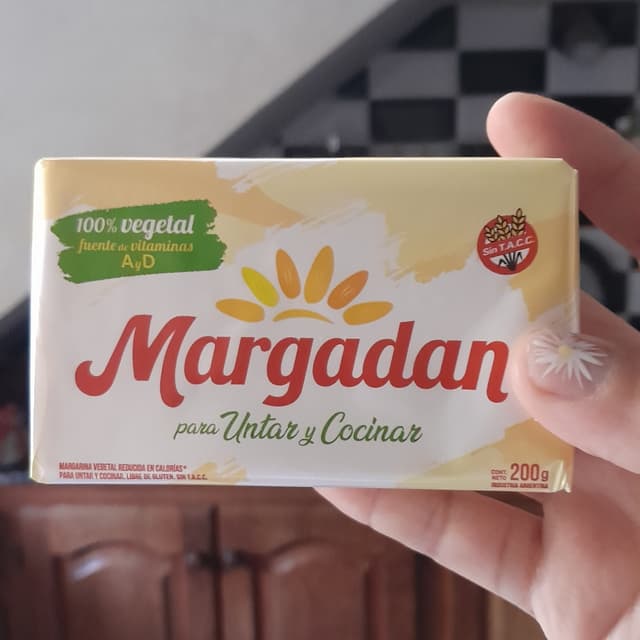 100% vegetal
fuente de vitaminas
A y D
Sin T.A.C.C.
Margadan
para Untar y Cocinar
MARGARINA VEGETAL REDUCIDA EN CALORÍAS*
PARA UNTAR Y COCINAR. LIBRE DE GLUTEN. SIN T.A.C.C.
CONT. NETO 200g
INDUSTRIA ARGENTINA